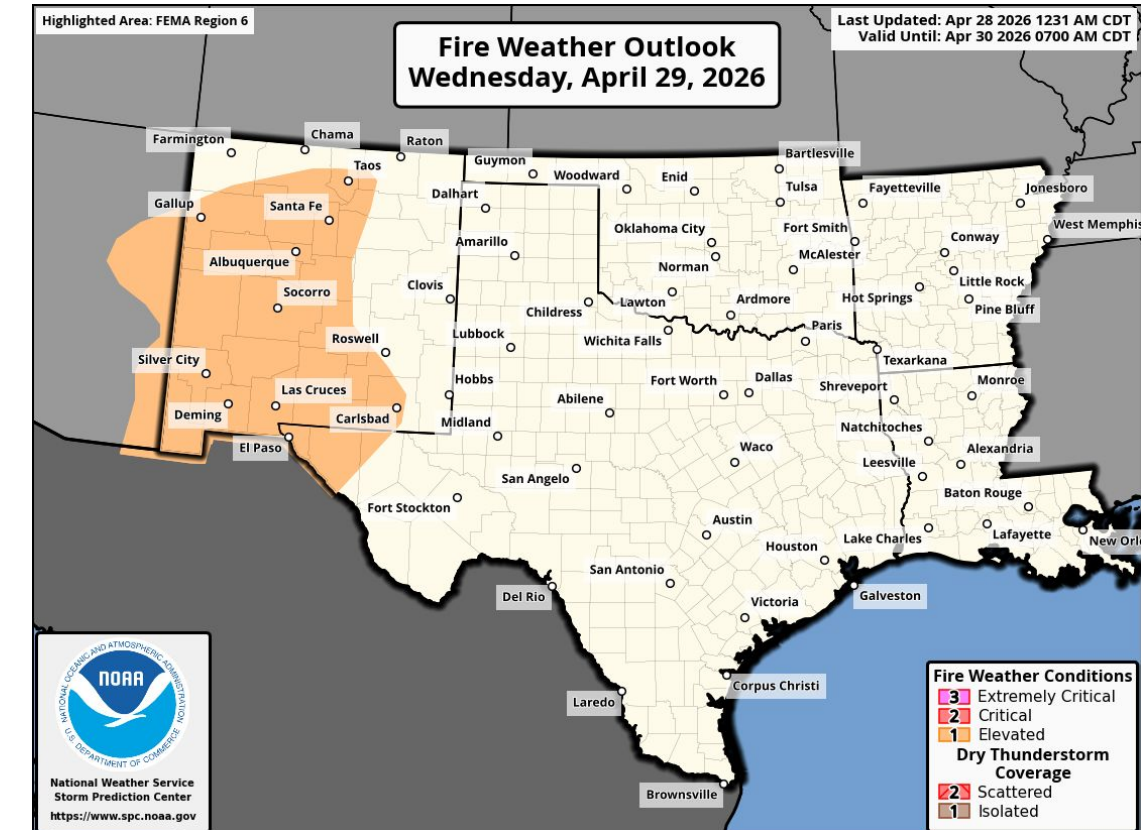 Highlighted Area: FEMA Region 6
Last Updated: Apr 28 2026 1231 AM CDT
Valid Until: Apr 30 2026 0700 AM CDT
Fire Weather Outlook
Wednesday, April 29, 2026
Farmington
Chama
Raton
Taos
Gallup
Santa Fe
Albuquerque
Socorro
Clovis
Roswell
Silver City
Las Cruces
Deming
Carlsbad
Hobbs
El Paso
Guymon
Woodward
Enid
Bartlesville
Tulsa
Dalhart
Amarillo
Oklahoma City
Norman
Fort Smith
McAlester
Fayetteville
Jonesboro
West Memphis
Conway
Little Rock
Hot Springs
Pine Bluff
Childress
Lawton
Ardmore
Lubbock
Wichita Falls
Paris
Texarkana
Fort Worth
Dallas
Shreveport
Monroe
Abilene
Midland
Natchitoches
Waco
Leesville
Alexandria
San Angelo
Fort Stockton
Baton Rouge
Austin
Houston
Lake Charles
Lafayette
New Orl
San Antonio
Del Rio
Galveston
Victoria
Corpus Christi
Laredo
Brownsville
NATIONAL OCEANIC AND ATMOSPHERIC ADMINISTRATION
NOAA
U.S. DEPARTMENT OF COMMERCE
National Weather Service
Storm Prediction Center
https://www.spc.noaa.gov
Fire Weather Conditions
3 Extremely Critical
2 Critical
1 Elevated
Dry Thunderstorm
Coverage
2 Scattered
1 Isolated